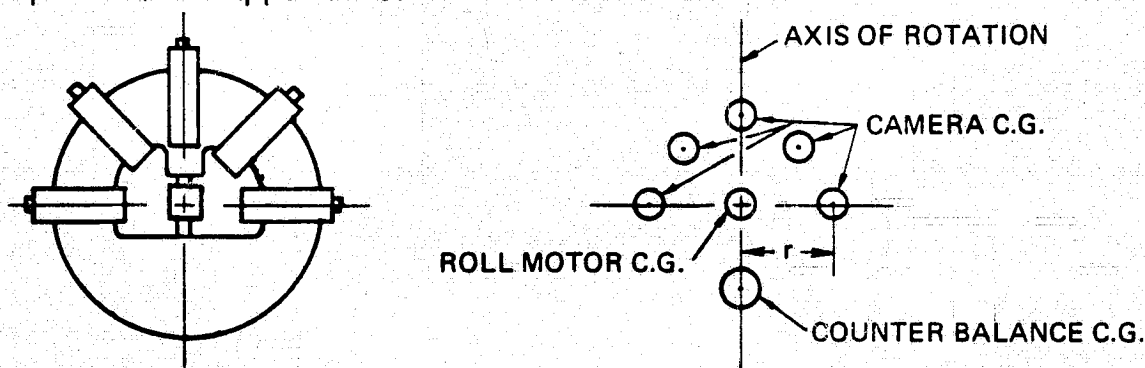 AXIS OF ROTATION
CAMERA C.G.
ROLL MOTOR C.G.
r
COUNTER BALANCE C.G.